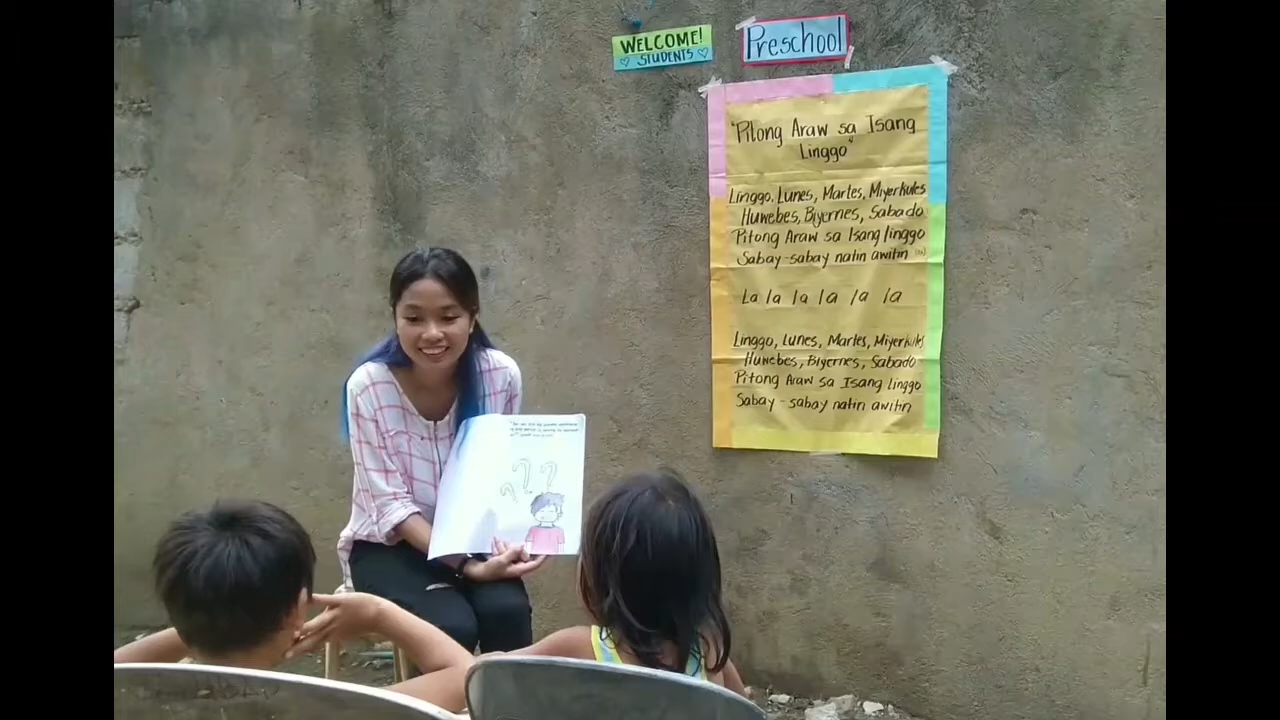 WELCOME!
STUDENTS
Preschool
"Pitong Araw sa Isang
Linggo"
Linggo, Lunes, Martes, Miyerkules
Huwebes, Biyernes, Sabado
Pitong Araw sa Isang linggo
Sabay-sabay natin awitin
La la la la la la
Linggo, Lunes, Martes, Miyerkules
Huwebes, Biyernes, Sabado
Pitong Araw sa Isang Linggo
Sabay-sabay natin awitin
? ? ?